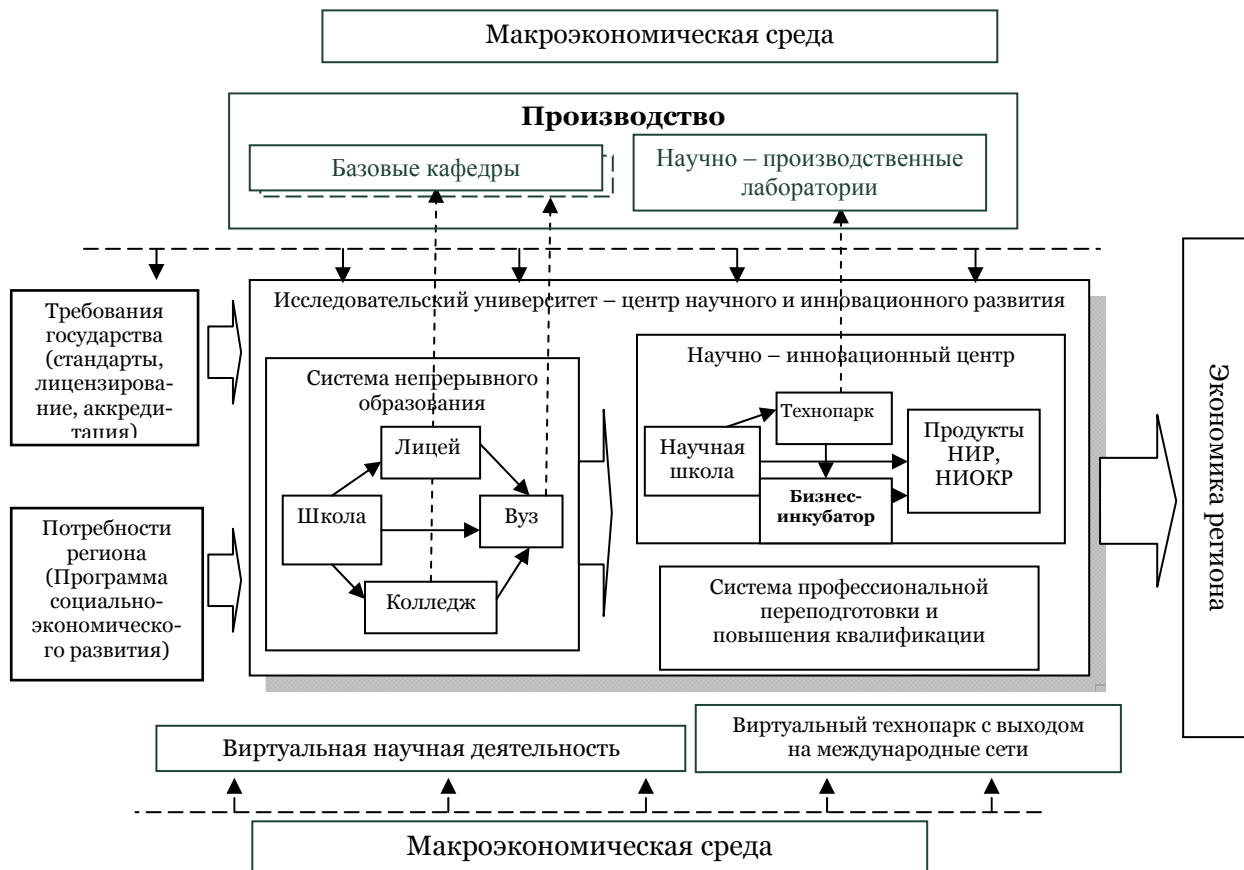 Макроэкономическая среда
Производство
Базовые кафедры
Научно – производственные
лаборатории
Требования
государства
(стандарты,
лицензирова-
ние, аккреди-
тация)
Потребности
региона
(Программа
социально-
экономическо-
го развития)
Исследовательский университет – центр научного и инновационного развития
Система непрерывного
образования
Лицей
Школа
Вуз
Колледж
Научно – инновационный центр
Технопарк
Научная
школа
Бизнес-
инкубатор
Продукты
НИР,
НИОКР
Система профессиональной
переподготовки и
повышения квалификации
Экономика региона
Виртуальная научная деятельность
Виртуальный технопарк с выходом
на международные сети
Макроэкономическая среда